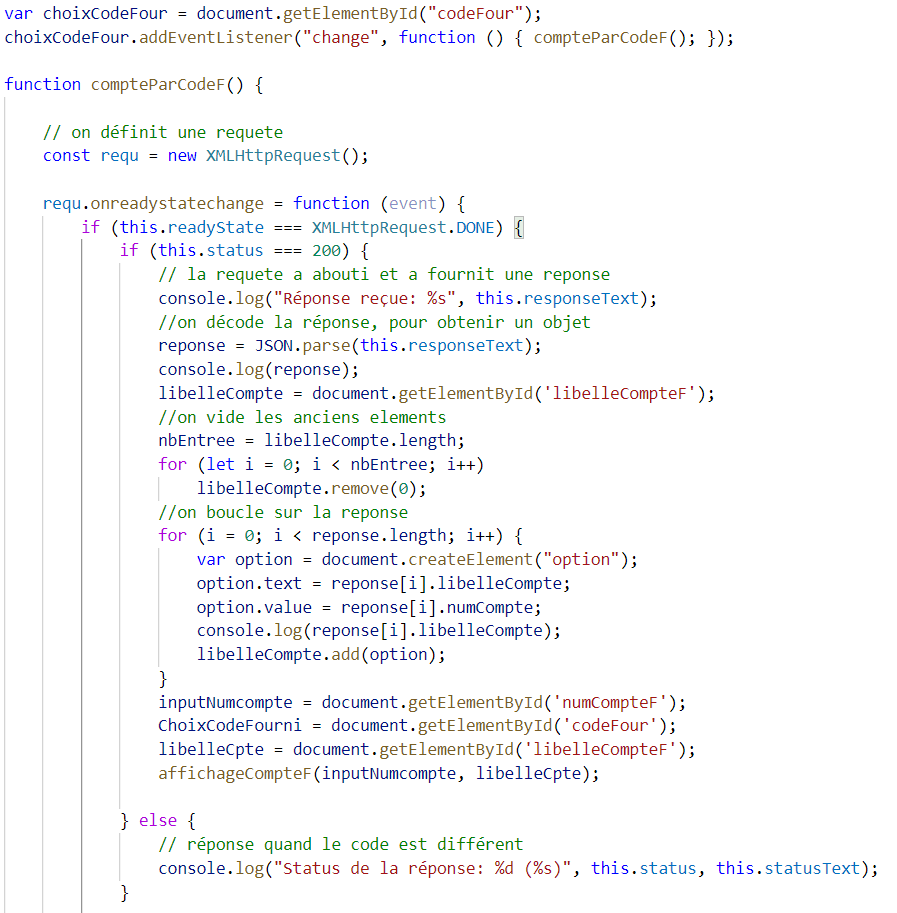 var choixCodeFour = document.getElementById("codeFour");
choixCodeFour.addEventListener("change", function () { compteParCodeF(); });
function compteParCodeF() {
// on définit une requete
const requ = new XMLHttpRequest();
requ.onreadystatechange = function (event) {
if (this.readyState === XMLHttpRequest.DONE) {
if (this.status === 200) {
// la requete a abouti et a fournit une reponse
console.log("Réponse reçue: %s", this.responseText);
//on décode la réponse, pour obtenir un objet
reponse = JSON.parse(this.responseText);
console.log(reponse);
libelleCompte = document.getElementById('libelleCompteF');
//on vide les anciens elements
nbEntree = libelleCompte.length;
for (let i = 0; i < nbEntree; i++)
libelleCompte.remove(0);
//on boucle sur la reponse
for (i = 0; i < reponse.length; i++) {
var option = document.createElement("option");
option.text = reponse[i].libelleCompte;
option.value = reponse[i].numCompte;
console.log(reponse[i].libelleCompte);
libelleCompte.add(option);
}
inputNumcompte = document.getElementById('numCompteF');
ChoixCodeFourni = document.getElementById('codeFour');
libelleCpte = document.getElementById('libelleCompteF');
affichageCompteF(inputNumcompte, libelleCpte);
} else {
// réponse quand le code est différent
console.log("Status de la réponse: %d (%s)", this.status, this.statusText);
}